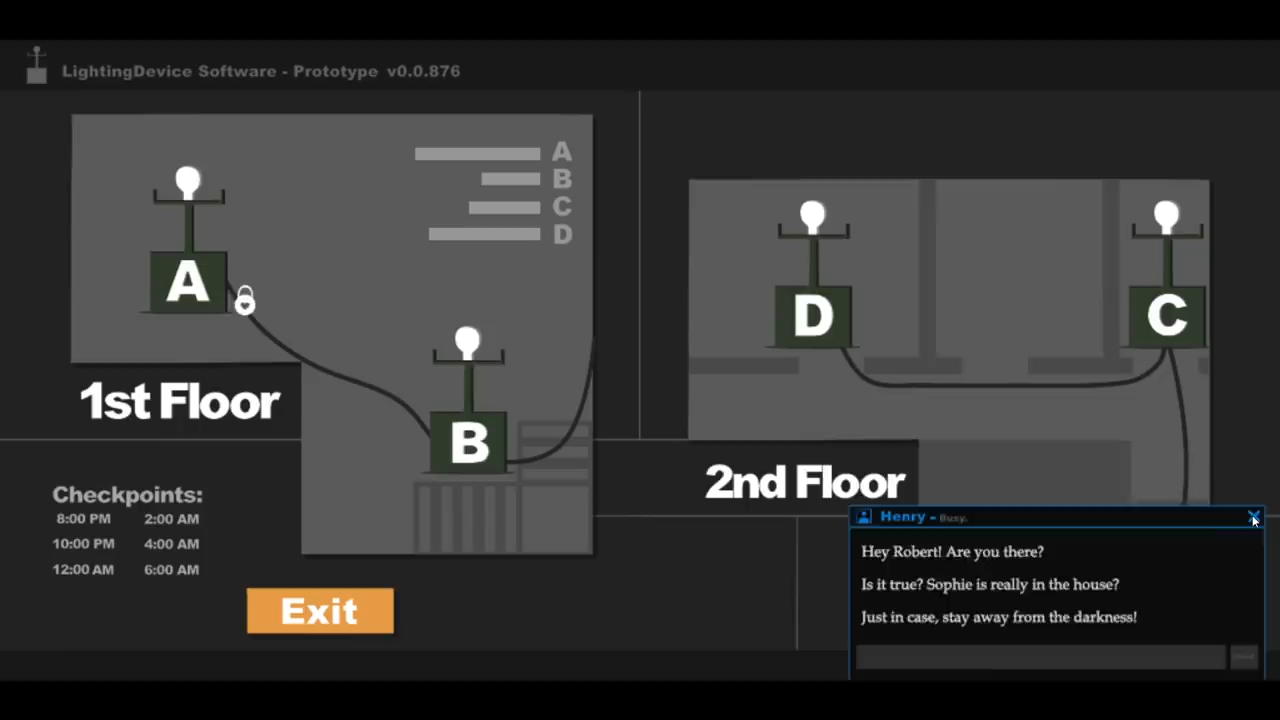 LightingDevice Software - Prototype v0.0.876
A
B
C
D
A
B
D
C
1st Floor
2nd Floor
Checkpoints:
8:00 PM 2:00 AM
10:00 PM 4:00 AM
12:00 AM 6:00 AM
Exit
Henry - Busy.
Hey Robert! Are you there?
Is it true? Sophie is really in the house?
Just in case, stay away from the darkness!